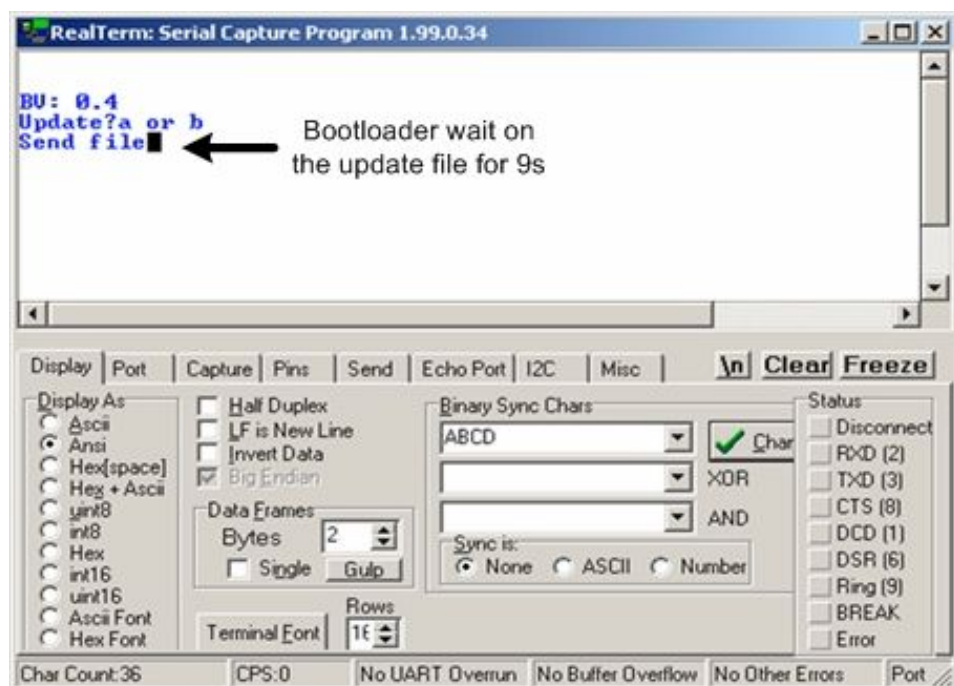 RealTerm: Serial Capture Program 1.99.0.34
BV: 0.4
Update?a or b
Send file
Bootloader wait on
the update file for 9s
Display Port Capture Pins Send Echo Port I2C Misc \n Clear Freeze
Display As
Ascii
Ansi
Hex[space]
Hex + Ascii
uint8
int8
Hex
int16
uint16
Ascii Font
Hex Font
Half Duplex
LF is New Line
Invert Data
Big Endian
Data Frames
Bytes 2
Single Gulp
Terminal Font
Rows
16
Binary Sync Chars
ABCD
Char
XOR
AND
Sync is:
None ASCII Number
Status
Disconnect
RXD (2)
TXD (3)
CTS (8)
DCD (1)
DSR (6)
Ring (9)
BREAK
Error
Char Count:36 CPS:0 No UART Overrun No Buffer Overflow No Other Errors Port